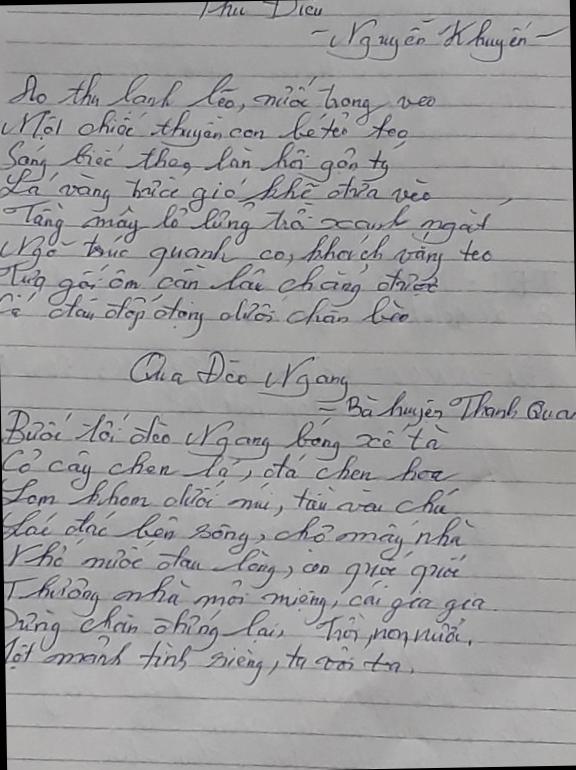 Thu Điếu
- Nguyễn Khuyến -
Ao thu lạnh lẽo, nước trong veo
Một chiếc thuyền con bé tẻo teo
Sóng biếc theo làn hơi gợn tý
Lá vàng trước gió khẽ đưa vèo
Tầng mây lơ lửng trời xanh ngắt
Ngõ trúc quanh co, khách vắng teo
Tựa gối ôm cần lâu chẳng được
Cá đâu đớp động dưới chân bèo
Qua Đèo Ngang
- Bà huyện Thanh Quan
Bước tới đèo Ngang bóng xế tà
Cỏ cây chen lá, đá chen hoa
Lom khom dưới núi, tiều vài chú
Lác đác bên sông, chợ mấy nhà
Nhớ nước đau lòng, con quốc quốc
Thương nhà mỏi miệng, cái gia gia
Dừng chân đứng lại, trời, non, nước,
Một mảnh tình riêng, ta với ta.